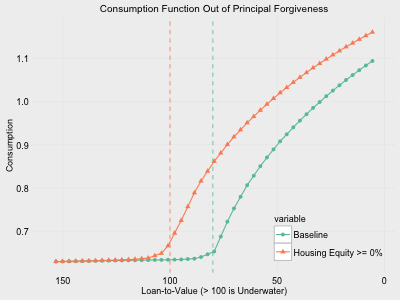 Consumption Function Out of Principal Forgiveness
Consumption
1.1
1.0
0.9
0.8
0.7
variable
Baseline
Housing Equity >= 0%
150
100
50
0
Loan-to-Value (> 100 is Underwater)